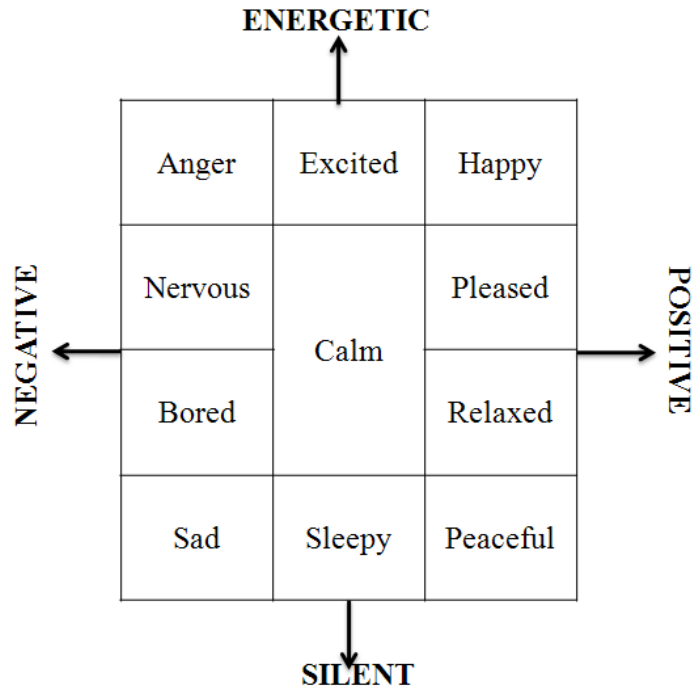 ENERGETIC
Anger Excited Happy
NEGATIVE
Nervous
Pleased
POSITIVE
Calm
Bored
Relaxed
Sad Sleepy Peaceful
SILENT